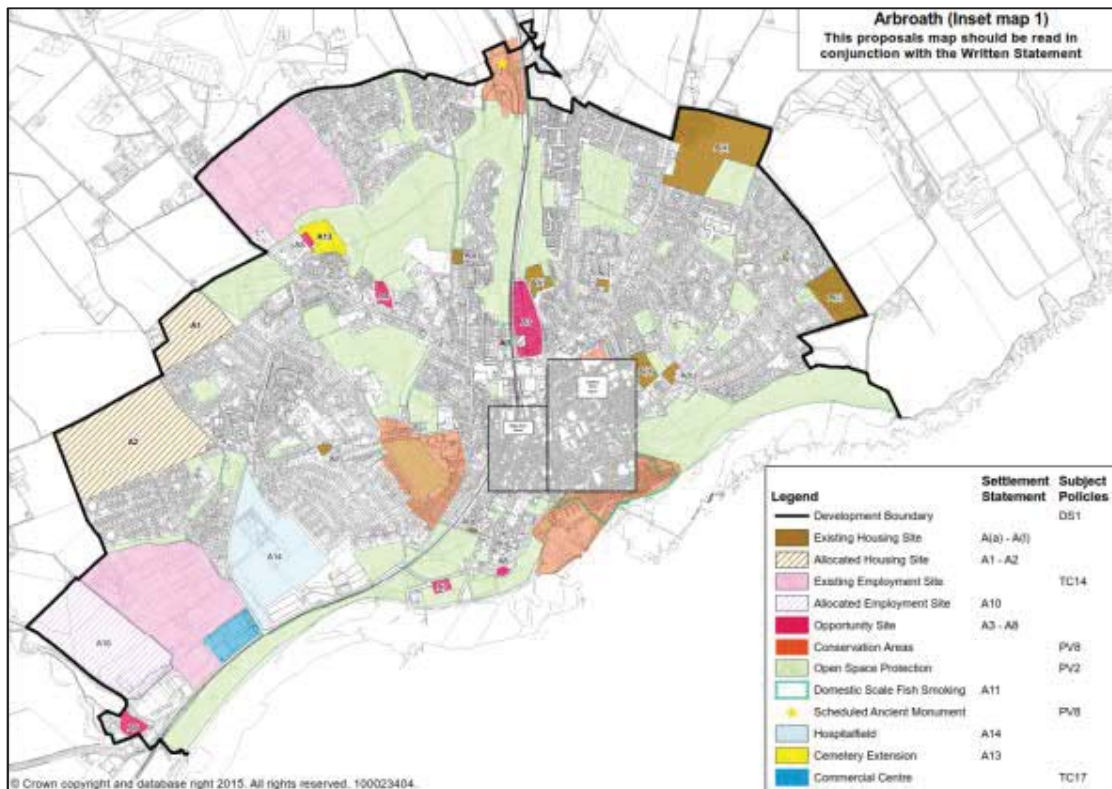 Arbroath (Inset map 1)
This proposals map should be read in
conjunction with the Written Statement
A13
A1
A2
A14
Legend
Settlement Statement
Subject Policies
Development Boundary DS1
Existing Housing Site A(a) - A(l)
Allocated Housing Site A1 - A2
Existing Employment Site TC14
Allocated Employment Site A10
Opportunity Site A3 - A8
Conservation Areas PV8
Open Space Protection PV2
Domestic Scale Fish Smoking A11
Scheduled Ancient Monument PV8
Hospitalfield A14
Cemetery Extension A13
Commercial Centre TC17
© Crown copyright and database right 2015. All rights reserved. 100023404.